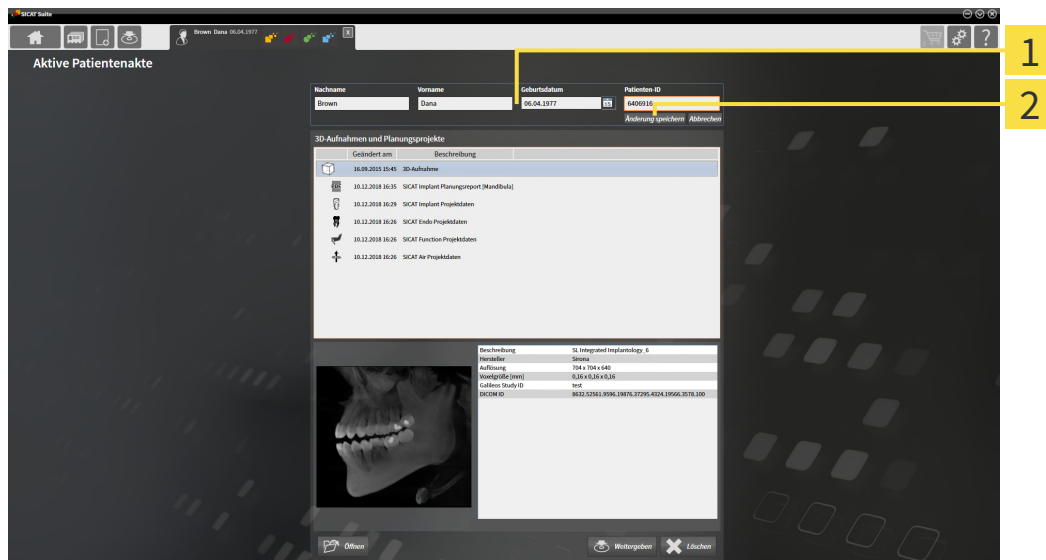 SICAT Suite
Brown Dana 06.04.1977
x
?
Aktive Patientenakte
1
2
Nachname Vorname Geburtsdatum Patienten-ID
Brown Dana 06.04.1977 15 6406916
Änderung speichern Abbrechen
3D-Aufnahmen und Planungsprojekte
Geändert am Beschreibung
16.09.2015 15:45 3D-Aufnahme
10.12.2018 16:35 SICAT Implant Planungsreport [Mandibula]
10.12.2018 16:29 SICAT Implant Projektdaten
10.12.2018 16:26 SICAT Endo Projektdaten
10.12.2018 16:26 SICAT Function Projektdaten
10.12.2018 16:26 SICAT Air Projektdaten
Beschreibung SL Integrated Implantology_6
Hersteller Sirona
Auflösung 704 x 704 x 640
Voxelgröße [mm] 0,16 x 0,16 x 0,16
Galileos Study ID test
DICOM ID 8632.52561.9596.19876.37295.4324.19566.3578.100
Öffnen Weitergeben Löschen